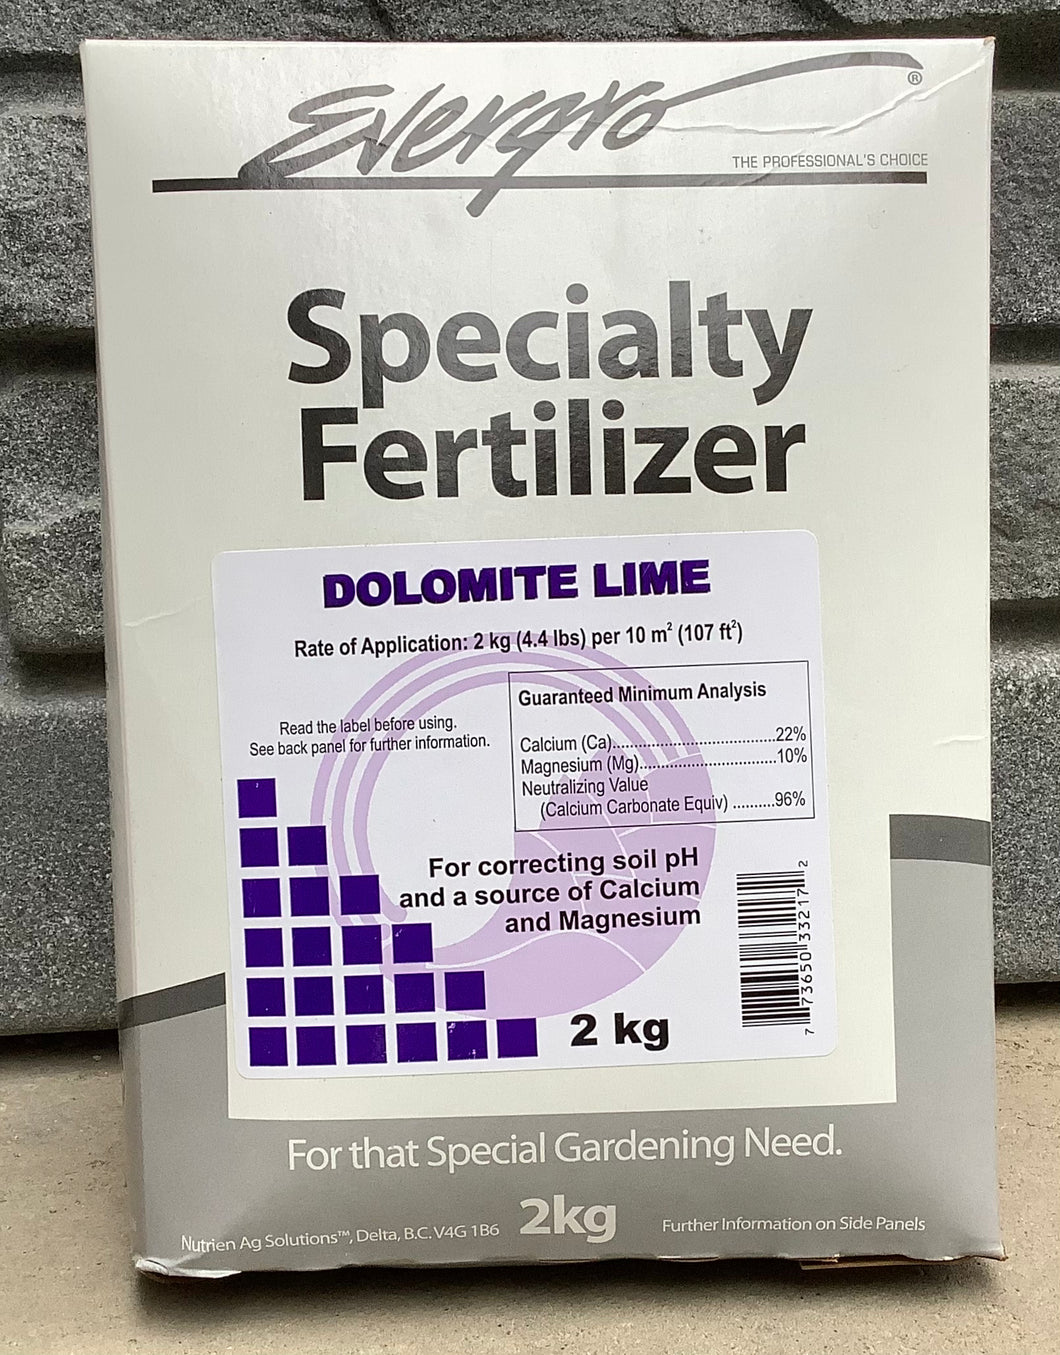 Evergro®
THE PROFESSIONAL'S CHOICE
Specialty
Fertilizer
DOLOMITE LIME
Rate of Application: 2 kg (4.4 lbs) per 10 m² (107 ft²)
Guaranteed Minimum Analysis
Calcium (Ca)..........................................22%
Magnesium (Mg)...................................10%
Neutralizing Value
(Calcium Carbonate Equiv) ..........96%
Read the label before using.
See back panel for further information.
For correcting soil pH
and a source of Calcium
and Magnesium
7 73650 33217 2
2 kg
For that Special Gardening Need.
2kg
Nutrien Ag Solutions™, Delta, B.C. V4G 1B6
Further Information on Side Panels